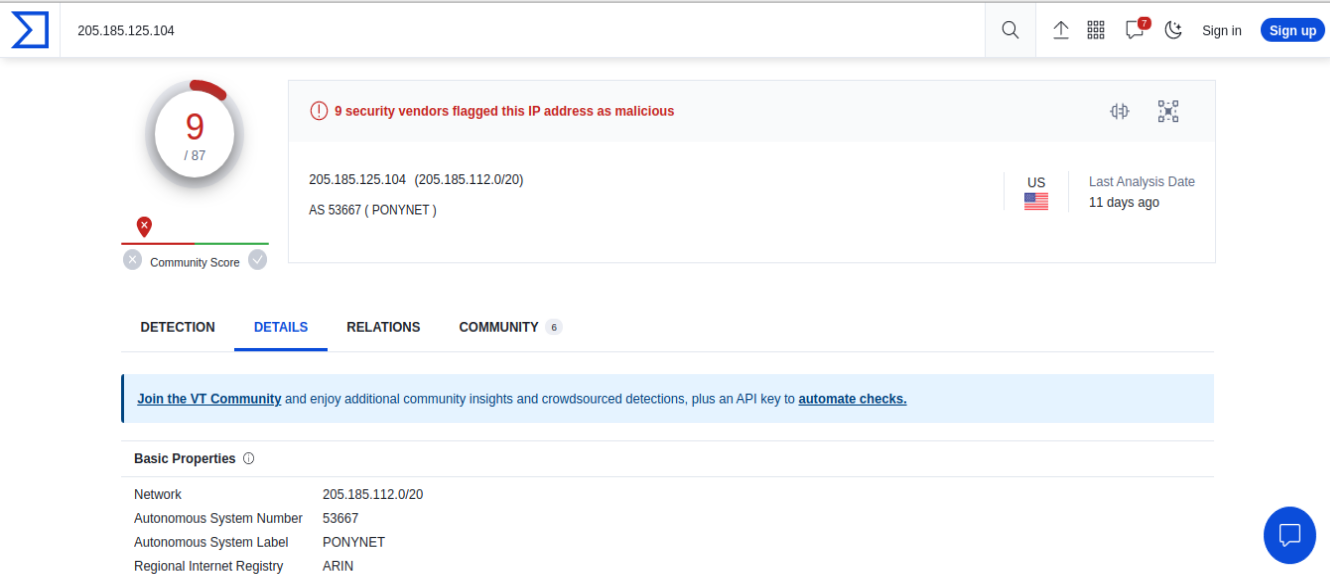 205.185.125.104
7
Sign in
Sign up
9
/ 87
Community Score
9 security vendors flagged this IP address as malicious
205.185.125.104 (205.185.112.0/20)
AS 53667 ( PONYNET )
US
Last Analysis Date
11 days ago
DETECTION
DETAILS
RELATIONS
COMMUNITY 6
Join the VT Community and enjoy additional community insights and crowdsourced detections, plus an API key to automate checks.
Basic Properties
Network 205.185.112.0/20
Autonomous System Number 53667
Autonomous System Label PONYNET
Regional Internet Registry ARIN